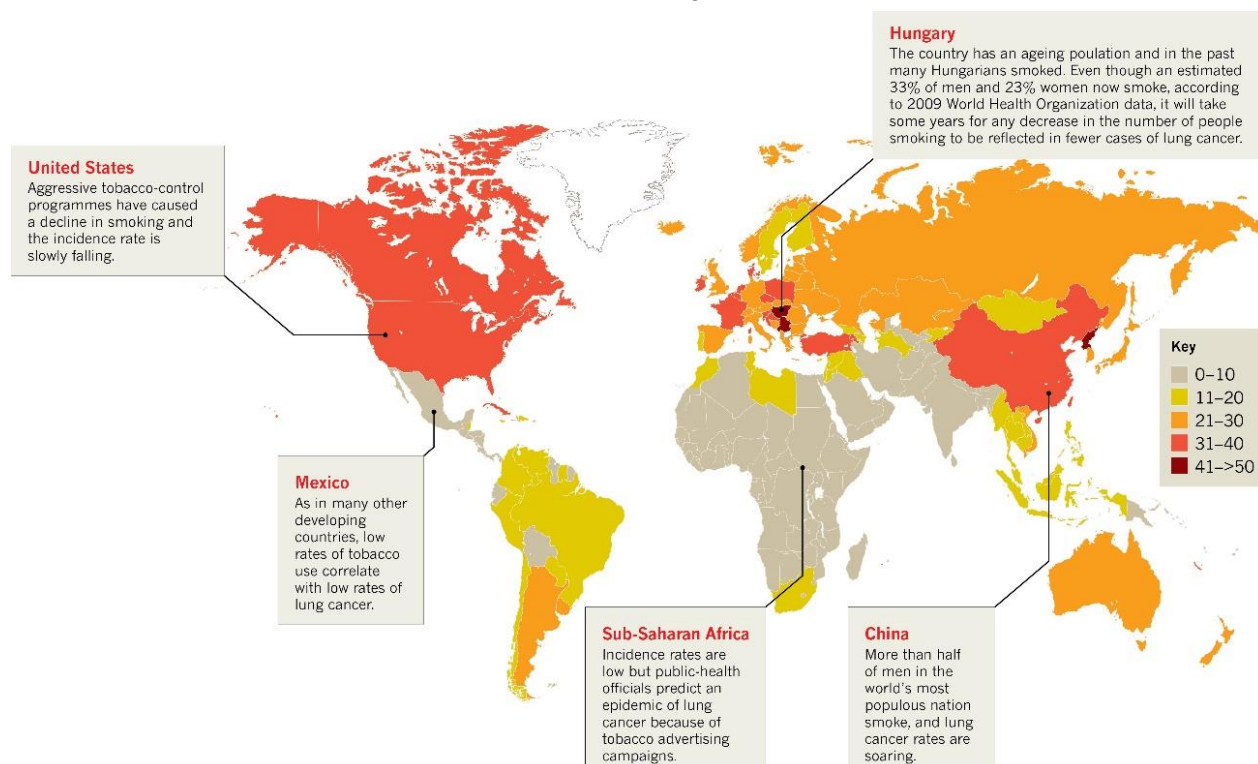 Hungary
The country has an ageing poulation and in the past
many Hungarians smoked. Even though an estimated
33% of men and 23% women now smoke, according
to 2009 World Health Organization data, it will take
some years for any decrease in the number of people
smoking to be reflected in fewer cases of lung cancer.
United States
Aggressive tobacco-control
programmes have caused
a decline in smoking and
the incidence rate is
slowly falling.
Key
0–10
11–20
21–30
31–40
41–>50
Mexico
As in many other
developing
countries, low
rates of tobacco
use correlate
with low rates of
lung cancer.
Sub-Saharan Africa
Incidence rates are
low but public-health
officials predict an
epidemic of lung
cancer because of
tobacco advertising
campaigns.
China
More than half
of men in the
world's most
populous nation
smoke, and lung
cancer rates are
soaring.